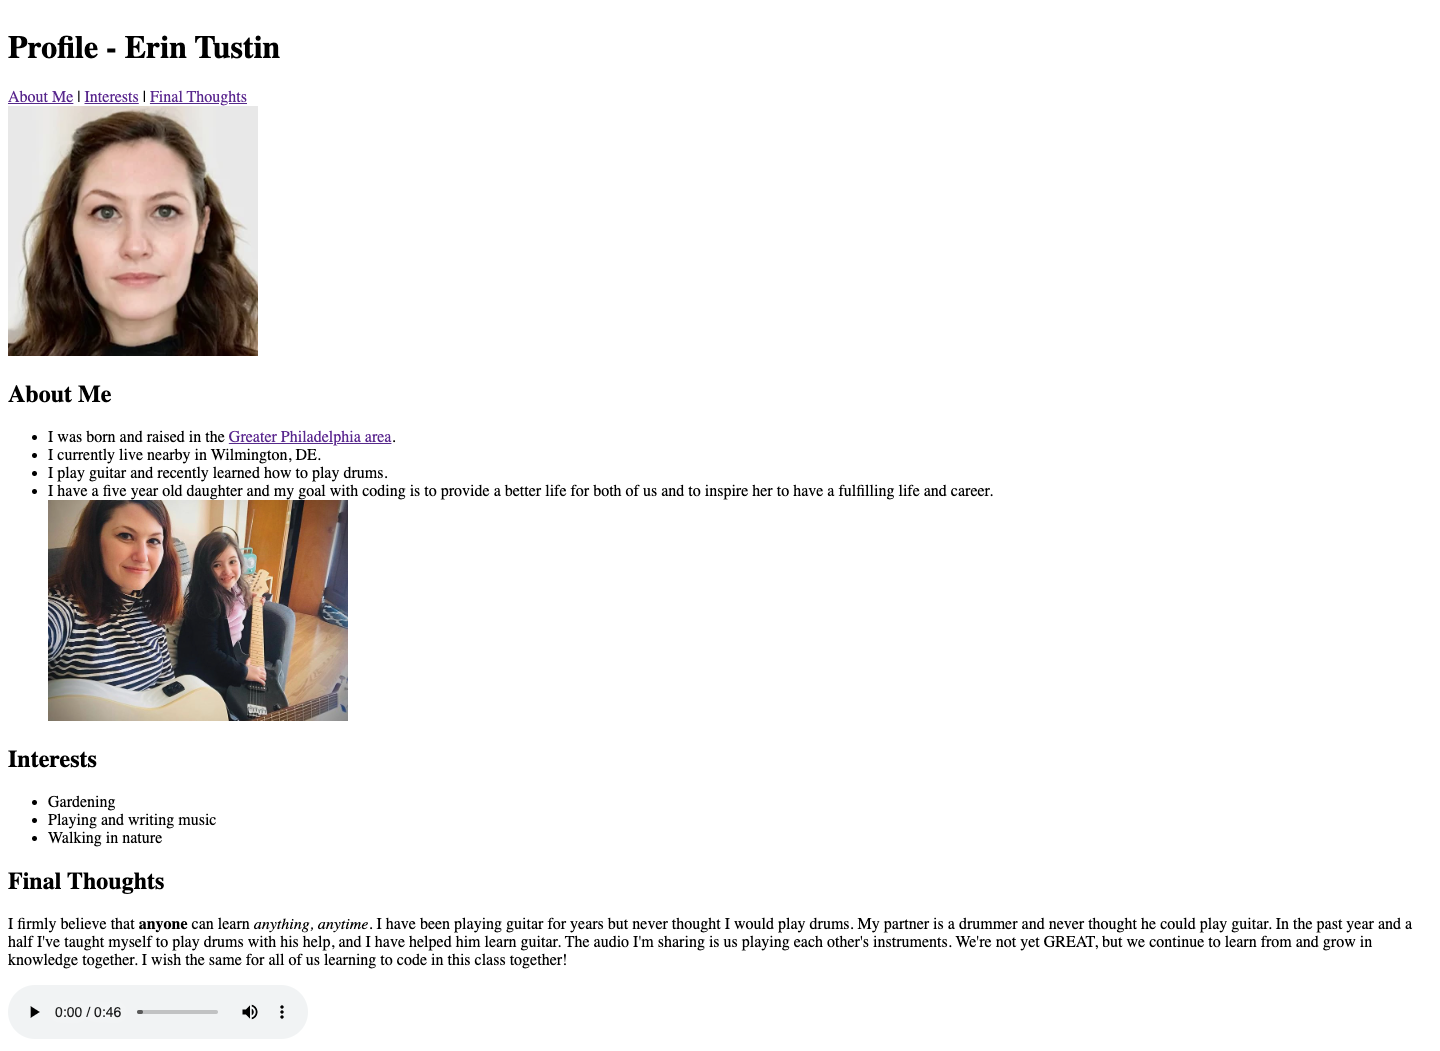 Profile - Erin Tustin
About Me | Interests | Final Thoughts
About Me
• I was born and raised in the Greater Philadelphia area.
• I currently live nearby in Wilmington, DE.
• I play guitar and recently learned how to play drums.
• I have a five year old daughter and my goal with coding is to provide a better life for both of us and to inspire her to have a fulfilling life and career.
Interests
• Gardening
• Playing and writing music
• Walking in nature
Final Thoughts
I firmly believe that anyone can learn anything, anytime. I have been playing guitar for years but never thought I would play drums. My partner is a drummer and never thought he could play guitar. In the past year and a
half I've taught myself to play drums with his help, and I have helped him learn guitar. The audio I'm sharing is us playing each other's instruments. We're not yet GREAT, but we continue to learn from and grow in
knowledge together. I wish the same for all of us learning to code in this class together!
0:00 / 0:46